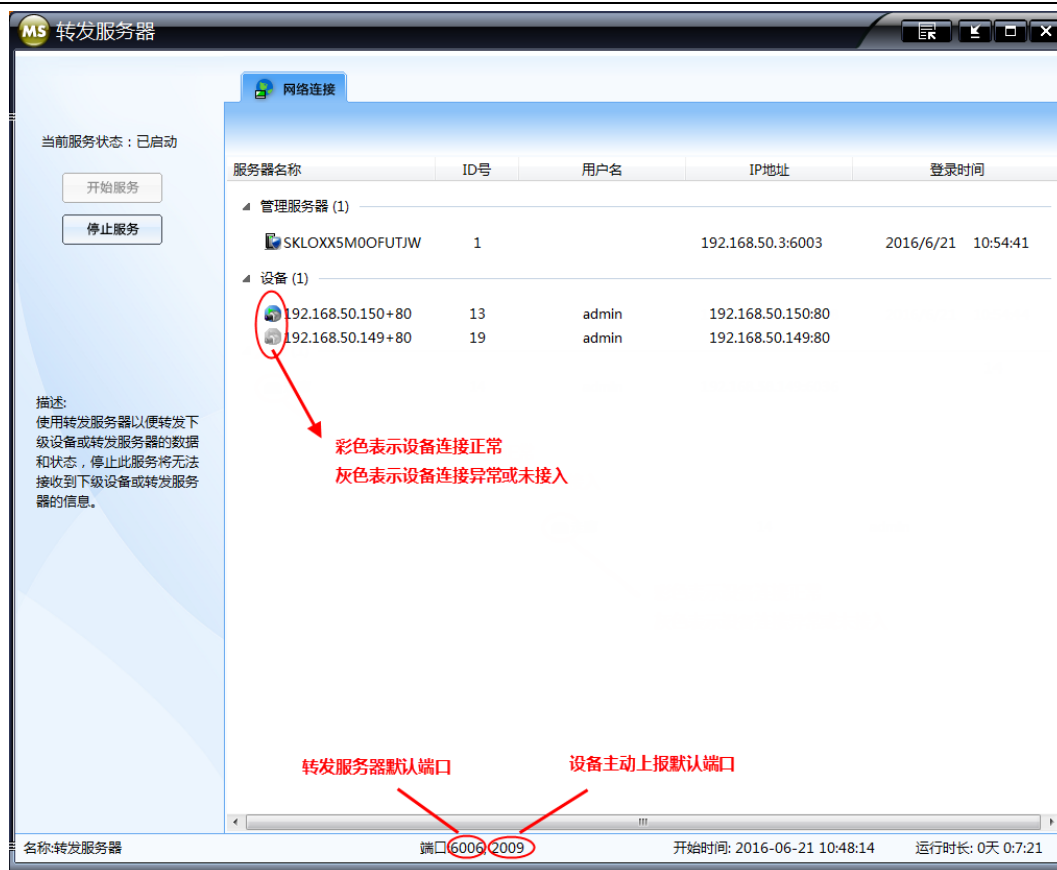 MS 转发服务器
网络连接
当前服务状态：已启动
开始服务
停止服务
描述:
使用转发服务器以便转发下
级设备或转发服务器的数据
和状态，停止此服务将无法
接收到下级设备或转发服务
器的信息。
服务器名称 ID号 用户名 IP地址 登录时间
管理服务器 (1)
SKLOXX5M0OFUTJW 1 192.168.50.3:6003 2016/6/21 10:54:41
设备 (1)
192.168.50.150+80 13 admin 192.168.50.150:80
192.168.50.149+80 19 admin 192.168.50.149:80
彩色表示设备连接正常
灰色表示设备连接异常或未接入
转发服务器默认端口 设备主动上报默认端口
名称:转发服务器 端口 6006, 2009 开始时间: 2016-06-21 10:48:14 运行时长: 0天 0:7:21